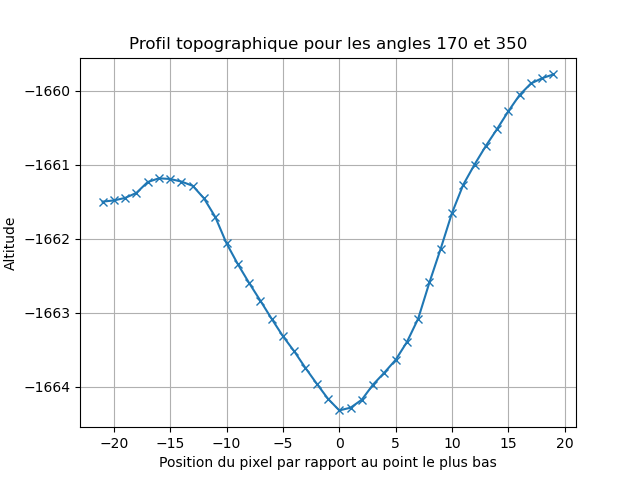 Profil topographique pour les angles 170 et 350
−1660
−1661
−1662
−1663
−1664
Altitude
−20 −15 −10 −5 0 5 10 15 20
Position du pixel par rapport au point le plus bas